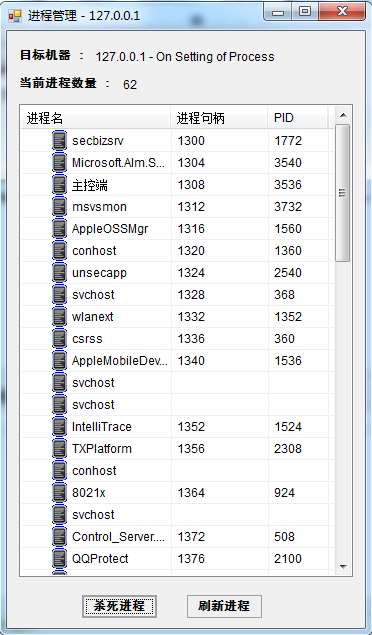 进程管理 - 127.0.0.1
目标机器 : 127.0.0.1 - On Setting of Process
当前进程数量 : 62
进程名 进程句柄 PID
secbizsrv 1300 1772
Microsoft.Alm.S... 1304 3540
主控端 1308 3536
msvsmon 1312 3732
AppleOSSMgr 1316 1560
conhost 1320 1360
unsecapp 1324 2540
svchost 1328 368
wlanext 1332 1352
csrss 1336 360
AppleMobileDev... 1340 1536
svchost
svchost
IntelliTrace 1352 1524
TXPlatform 1356 2308
conhost
8021x 1364 924
svchost
Control_Server.... 1372 508
QQProtect 1376 2100
杀死进程 刷新进程